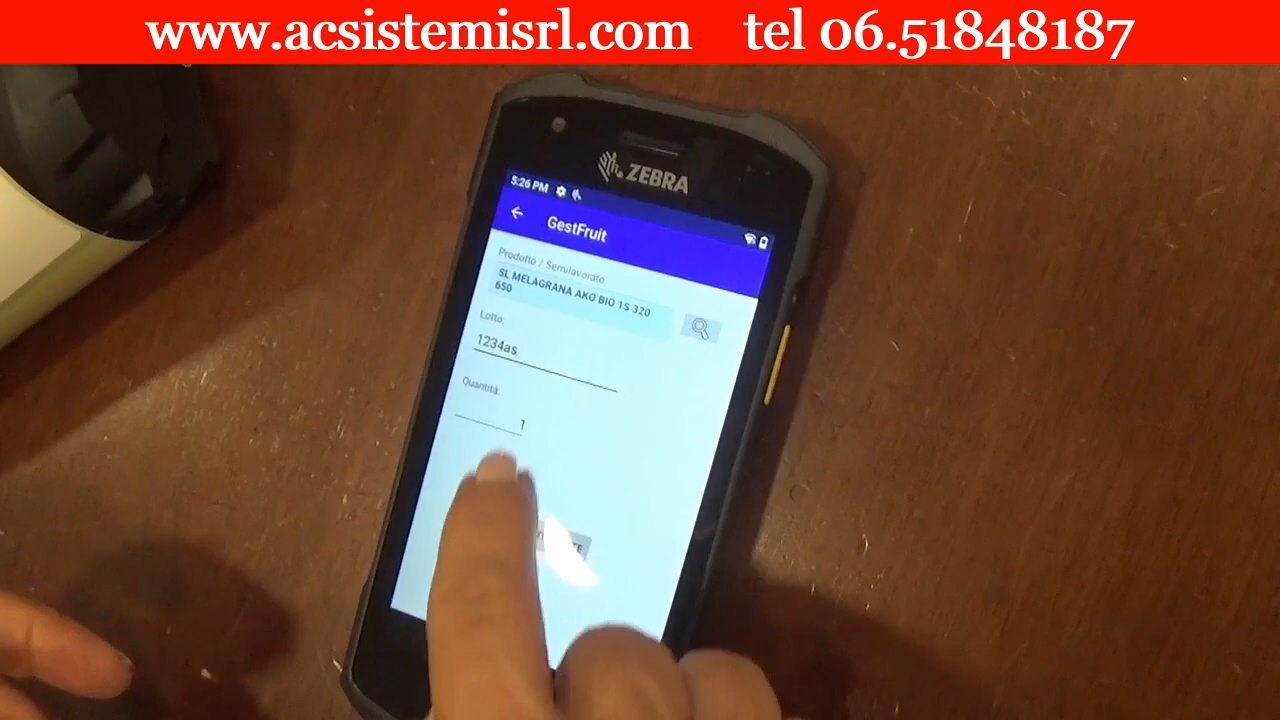 www.acsistemisrl.com tel 06.51848187
ZEBRA
5:26 PM
GestFruit
Prodotto / Semilavorato
SL MELAGRANA AKO BIO 1S 320
650
Lotto:
1234as
Quantità:
1